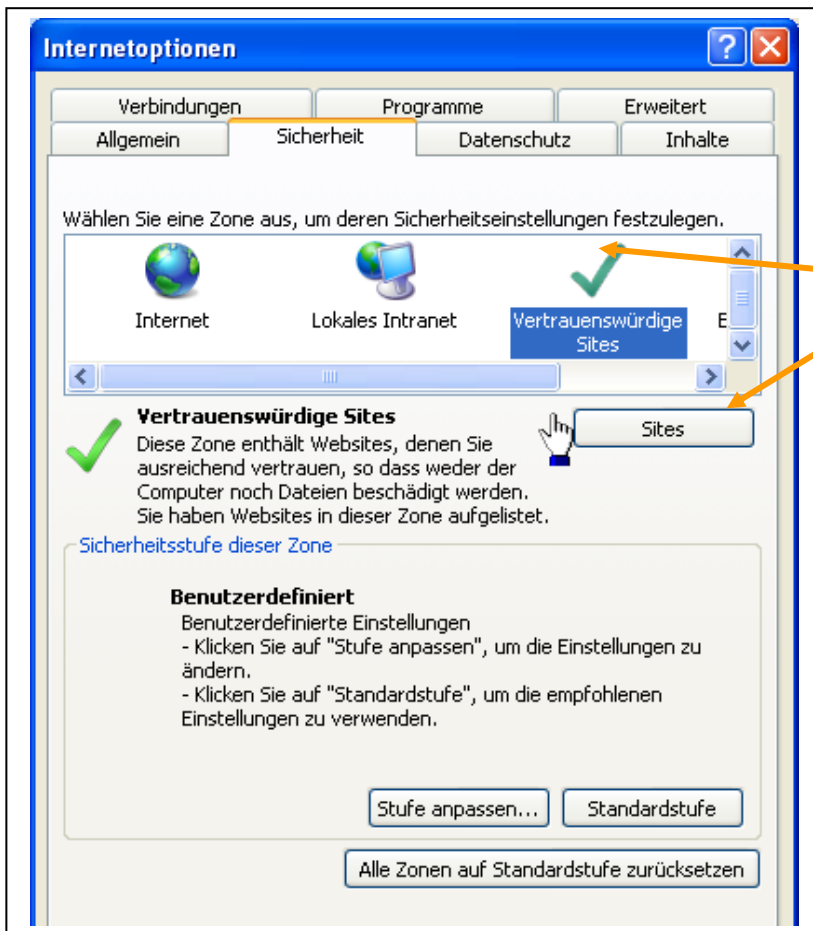 Internetoptionen
Verbindungen Programme Erweitert
Allgemein Sicherheit Datenschutz Inhalte
Wählen Sie eine Zone aus, um deren Sicherheitseinstellungen festzulegen.
Internet Lokales Intranet Vertrauenswürdige E
Sites
Vertrauenswürdige Sites
Sites
Diese Zone enthält Websites, denen Sie
ausreichend vertrauen, so dass weder der
Computer noch Dateien beschädigt werden.
Sie haben Websites in dieser Zone aufgelistet.
Sicherheitsstufe dieser Zone
Benutzerdefiniert
Benutzerdefinierte Einstellungen
- Klicken Sie auf "Stufe anpassen", um die Einstellungen zu
ändern.
- Klicken Sie auf "Standardstufe", um die empfohlenen
Einstellungen zu verwenden.
Stufe anpassen... Standardstufe
Alle Zonen auf Standardstufe zurücksetzen